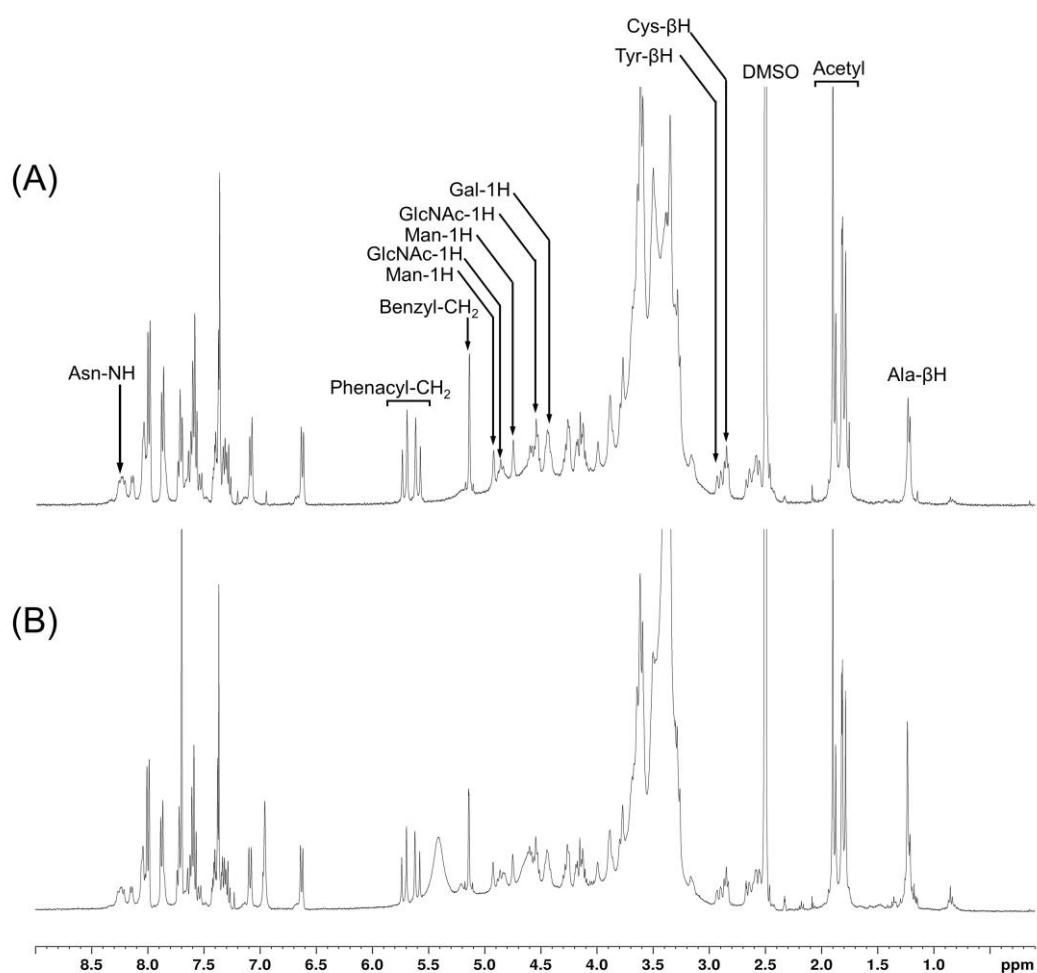 (A)
Cys-βH
Tyr-βH
DMSO
Acetyl
Gal-1H
GlcNAc-1H
Man-1H
GlcNAc-1H
Man-1H
Benzyl-CH₂
Asn-NH
Phenacyl-CH₂
Ala-βH
(B)
8.5 8.0 7.5 7.0 6.5 6.0 5.5 5.0 4.5 4.0 3.5 3.0 2.5 2.0 1.5 1.0 ppm